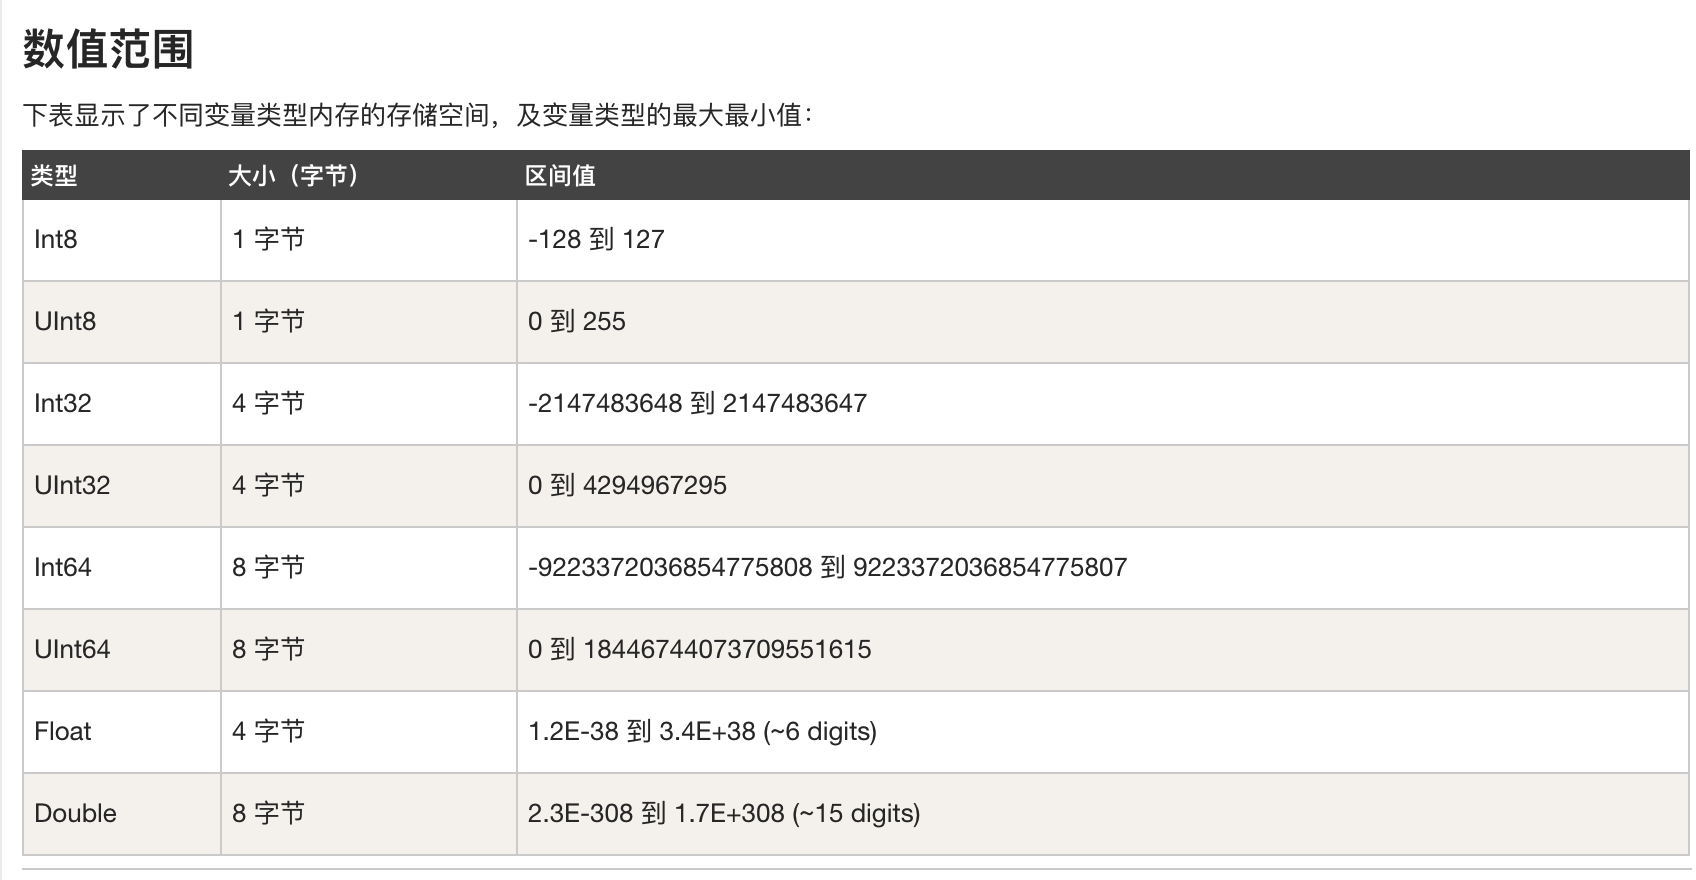 数值范围
下表显示了不同变量类型内存的存储空间，及变量类型的最大最小值：
类型 大小（字节） 区间值
Int8 1 字节 -128 到 127
UInt8 1 字节 0 到 255
Int32 4 字节 -2147483648 到 2147483647
UInt32 4 字节 0 到 4294967295
Int64 8 字节 -9223372036854775808 到 9223372036854775807
UInt64 8 字节 0 到 18446744073709551615
Float 4 字节 1.2E-38 到 3.4E+38 (~6 digits)
Double 8 字节 2.3E-308 到 1.7E+308 (~15 digits)